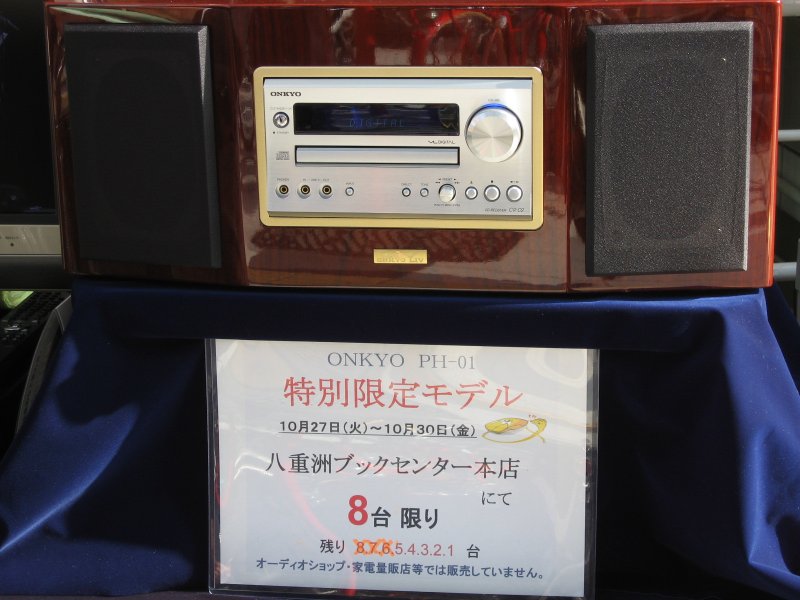 ONKYO
DIGITAL
VL DIGITAL
PHONES
ONKYO PH-01
特別限定モデル
10月27日(火)～10月30日(金)
八重洲ブックセンター本店
にて
8台 限り
残り 8.7.6.5.4.3.2.1 台
オーディオショップ・家電量販店等では販売していません。